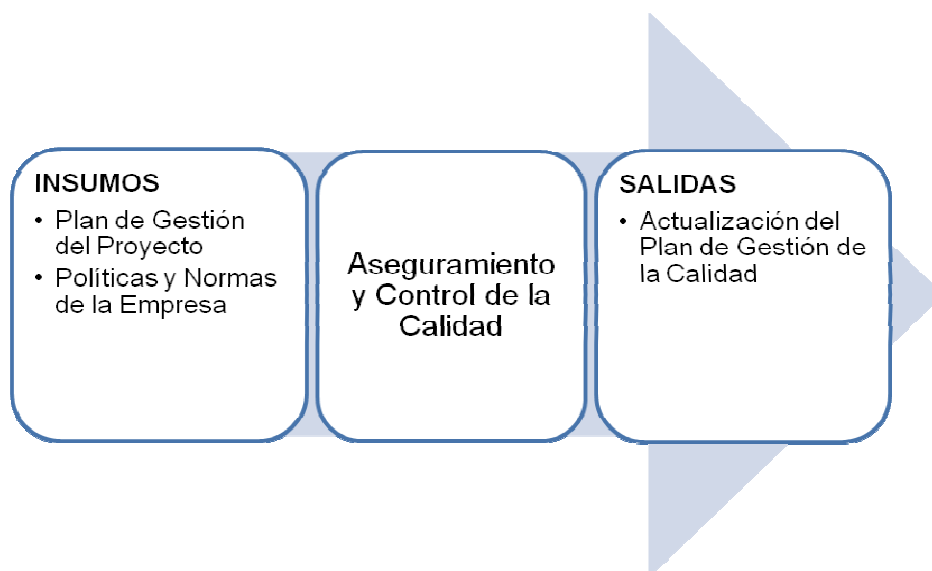 INSUMOS
• Plan de Gestión
del Proyecto
• Políticas y Normas
de la Empresa
Aseguramiento
y Control de la
Calidad
SALIDAS
• Actualización del
Plan de Gestión de
la Calidad